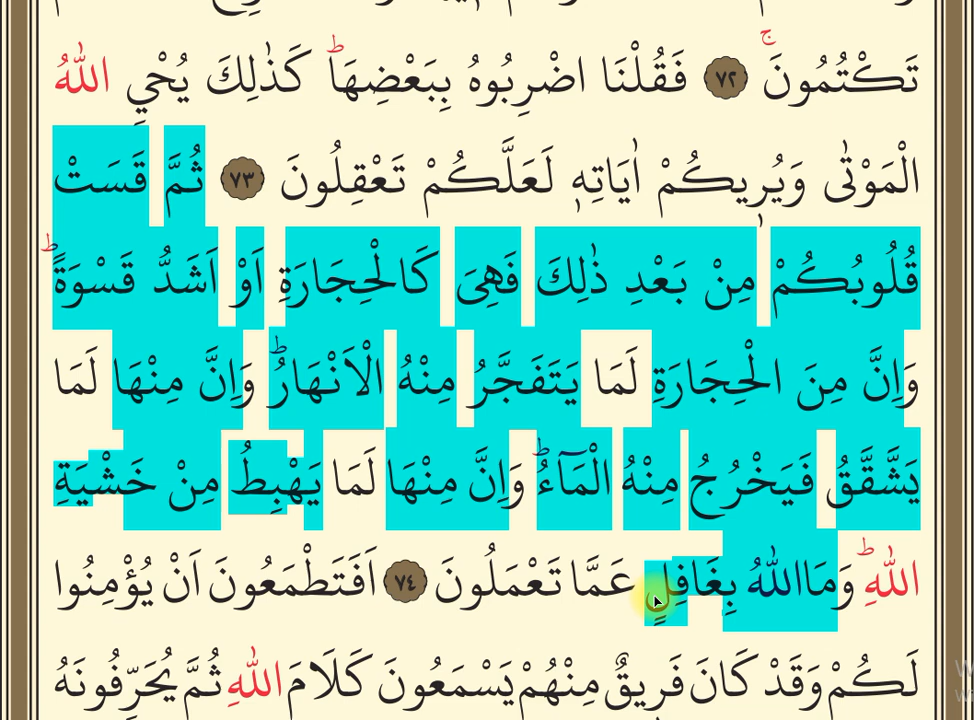 تَكْتُمُونَۚ ﴿٧٢﴾ فَقُلْنَا اضْرِبُوهُ بِبَعْضِهَاۜ كَذٰلِكَ يُحْيِ اللّٰهُ
الْمَوْتٰى وَيُرِيكُمْ اٰيَاتِه۪ لَعَلَّكُمْ تَعْقِلُونَ ﴿٧٣﴾ ثُمَّ قَسَتْ
قُلُوبُكُمْ مِنْ بَعْدِ ذٰلِكَ فَهِىَ كَالْحِجَارَةِ اَوْ اَشَدُّ قَسْوَةًۜ
وَاِنَّ مِنَ الْحِجَارَةِ لَمَا يَتَفَجَّرُ مِنْهُ الْاَنْهَارُۜ وَاِنَّ مِنْهَا لَمَا
يَشَّقَّقُ فَيَخْرُجُ مِنْهُ الْمَٓاءُۜ وَاِنَّ مِنْهَا لَمَا يَهْبِطُ مِنْ خَشْيَةِ
اللّٰهِۜ وَمَا اللّٰهُ بِغَافِلٍ عَمَّا تَعْمَلُونَ ﴿٧٤﴾ اَفَتَطْمَعُونَ اَنْ يُؤْمِنُوا
لَكُمْ وَقَدْ كَانَ فَر۪يقٌ مِنْهُمْ يَسْمَعُونَ كَلَامَ اللّٰهِ ثُمَّ يُحَرِّفُونَهُ